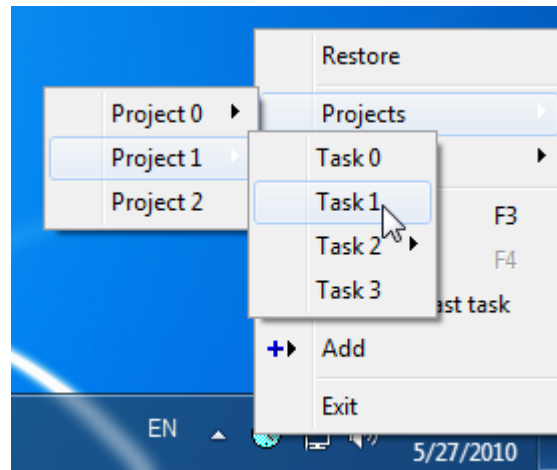 Restore
Projects
Project 0
Project 1
Project 2
Task 0
Task 1
Task 2
Task 3
F3
F4
ast task
Add
Exit
EN
5/27/2010